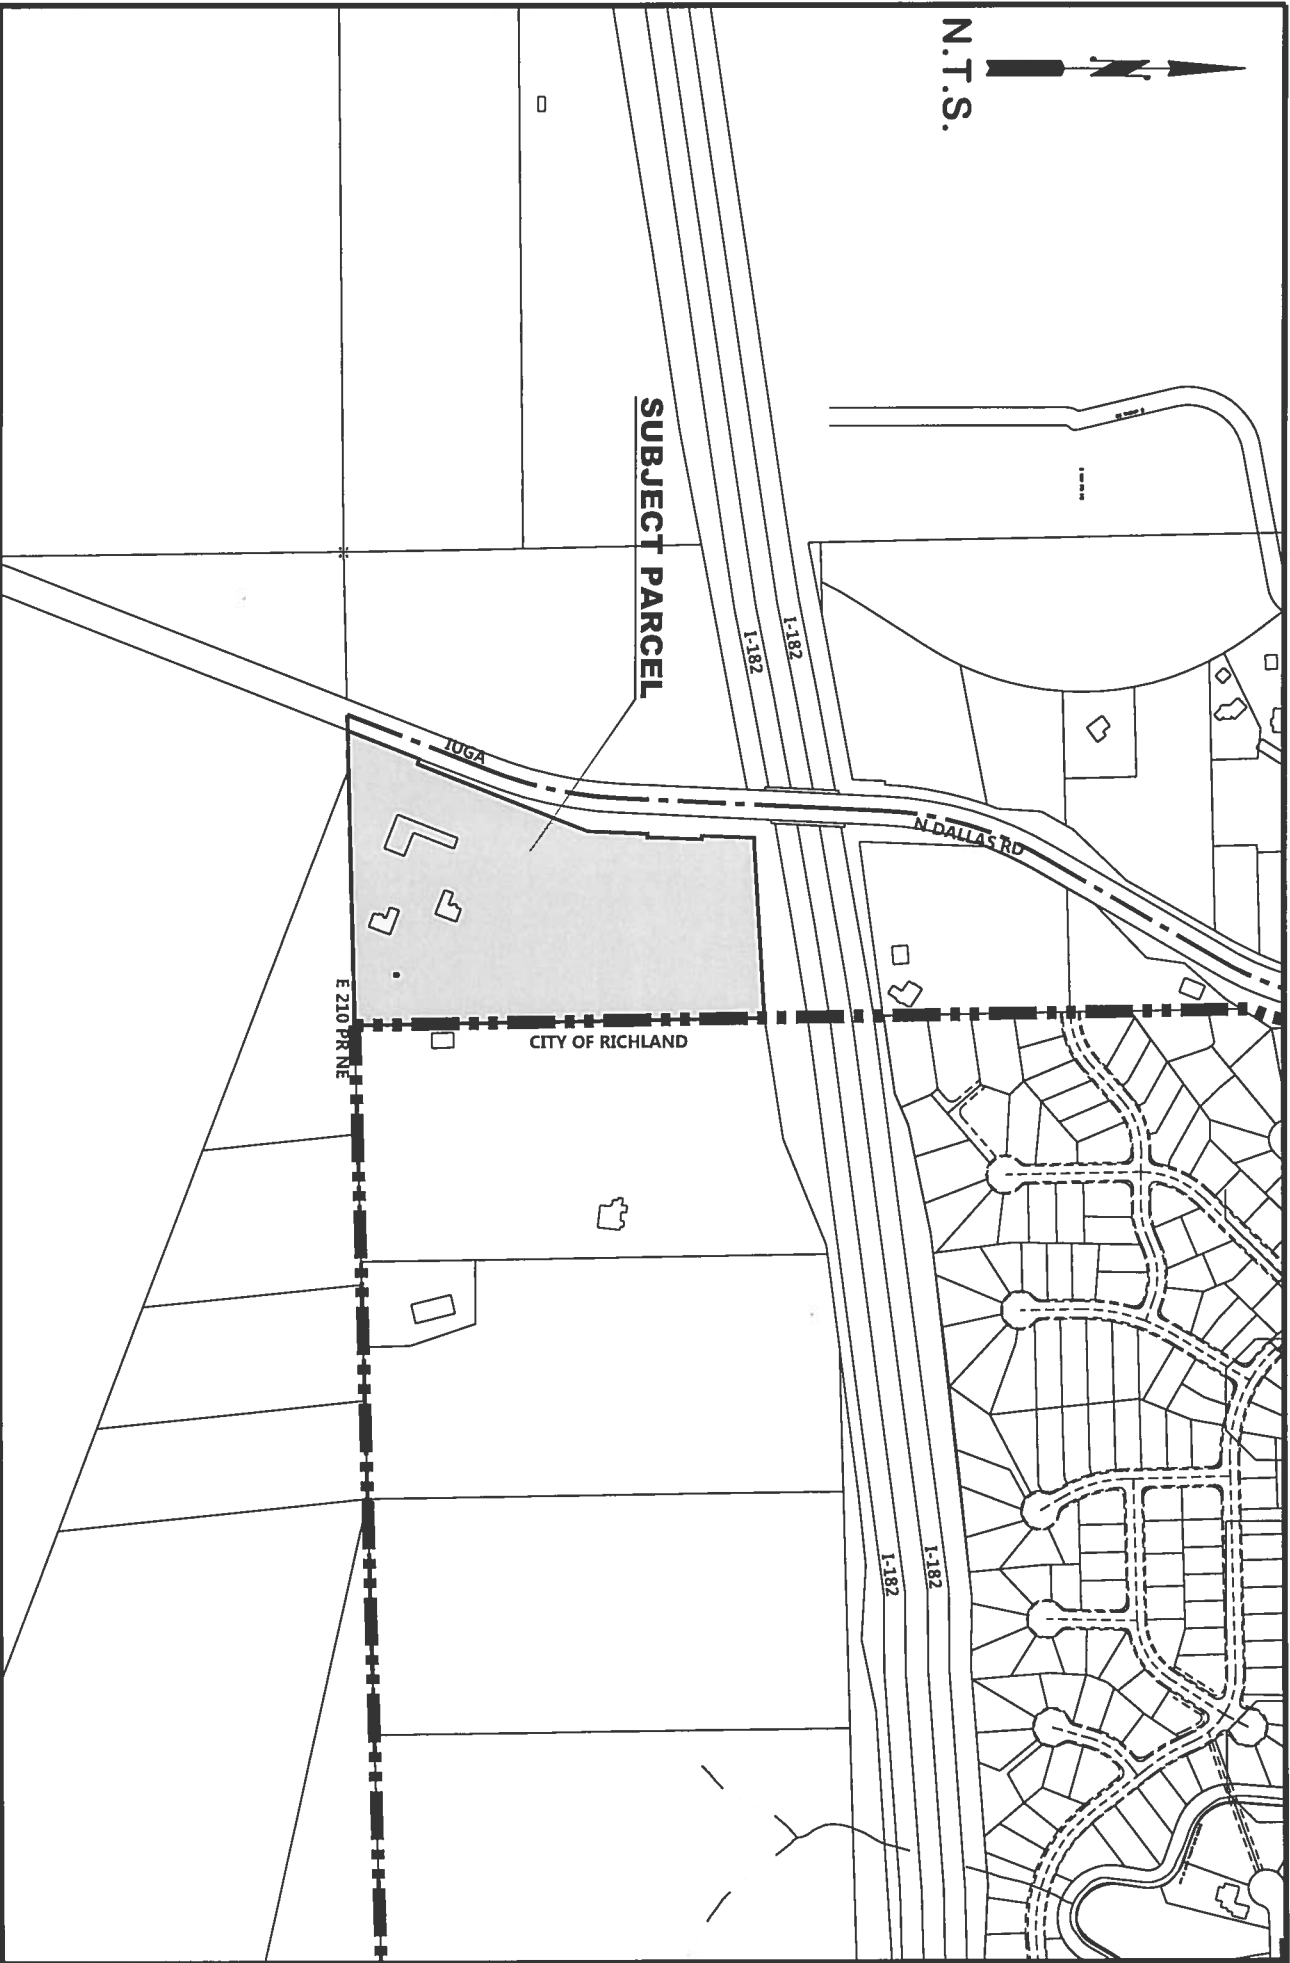 N.T.S.
SUBJECT PARCEL
I-182
I-182
IUGA
N DALLAS RD
E 210 PR NE
CITY OF RICHLAND
I-182
I-182